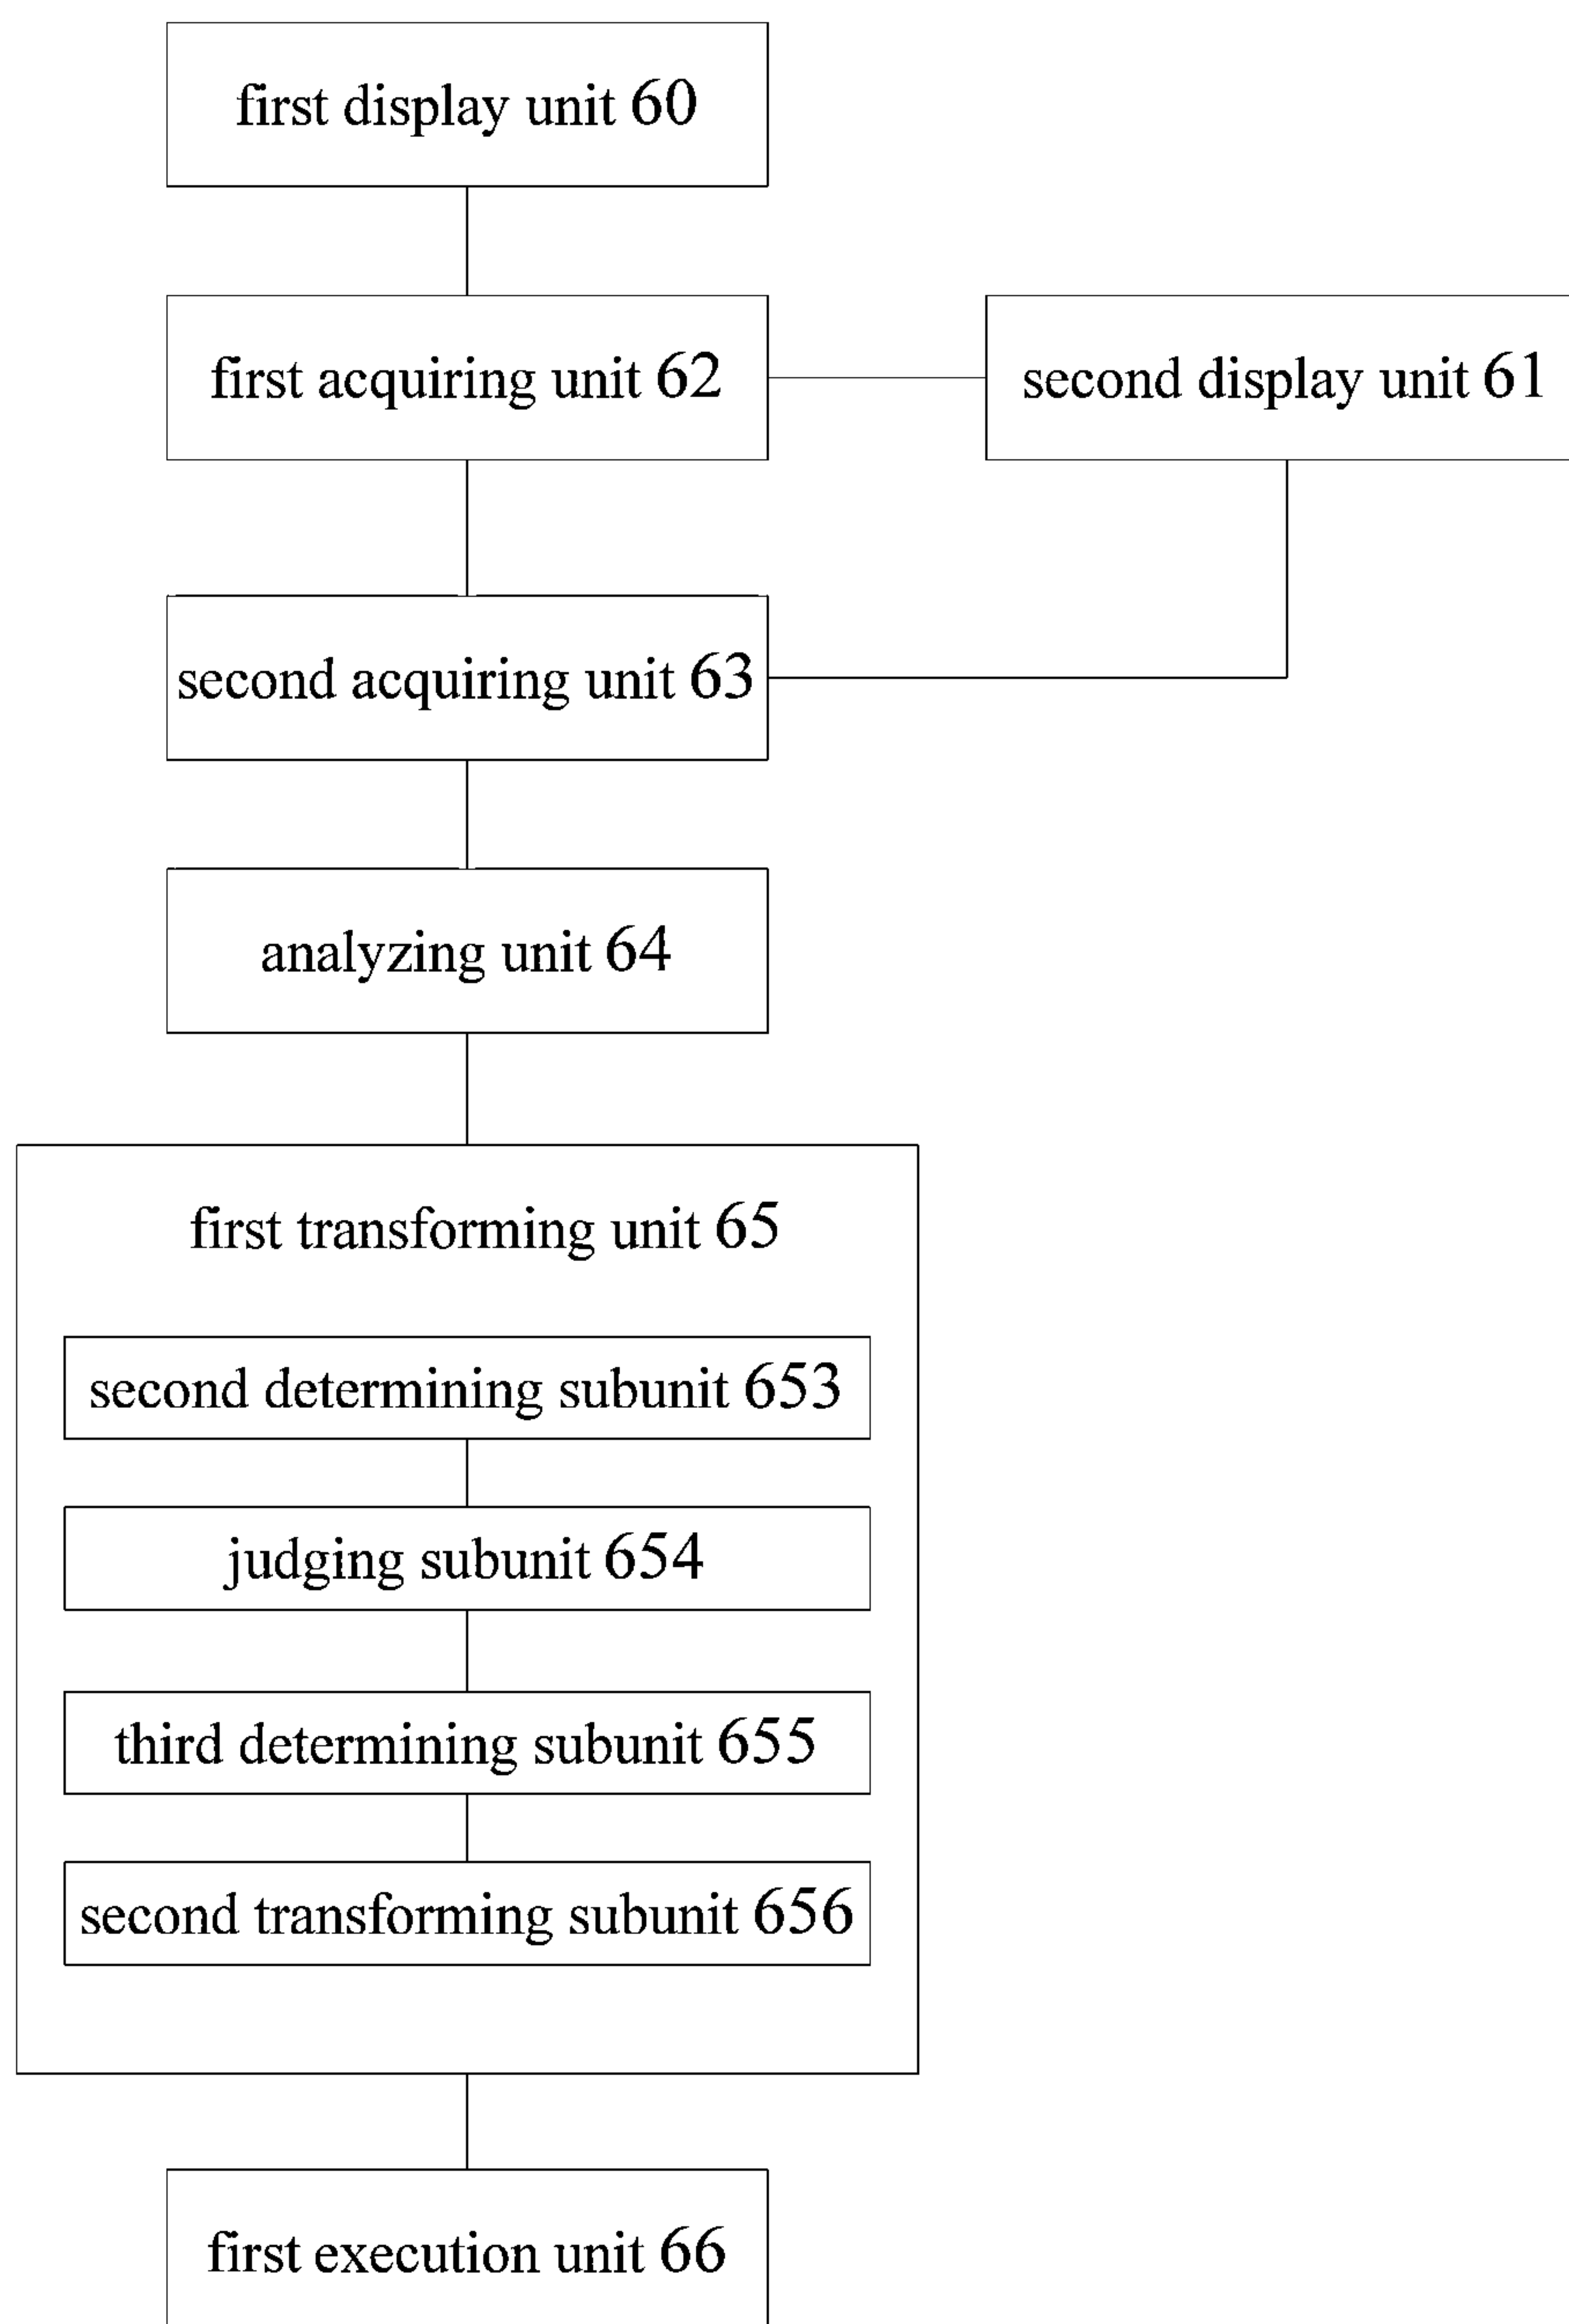 first display unit 60
first acquiring unit 62
second display unit 61
second acquiring unit 63
analyzing unit 64
first transforming unit 65
second determining subunit 653
judging subunit 654
third determining subunit 655
second transforming subunit 656
first execution unit 66